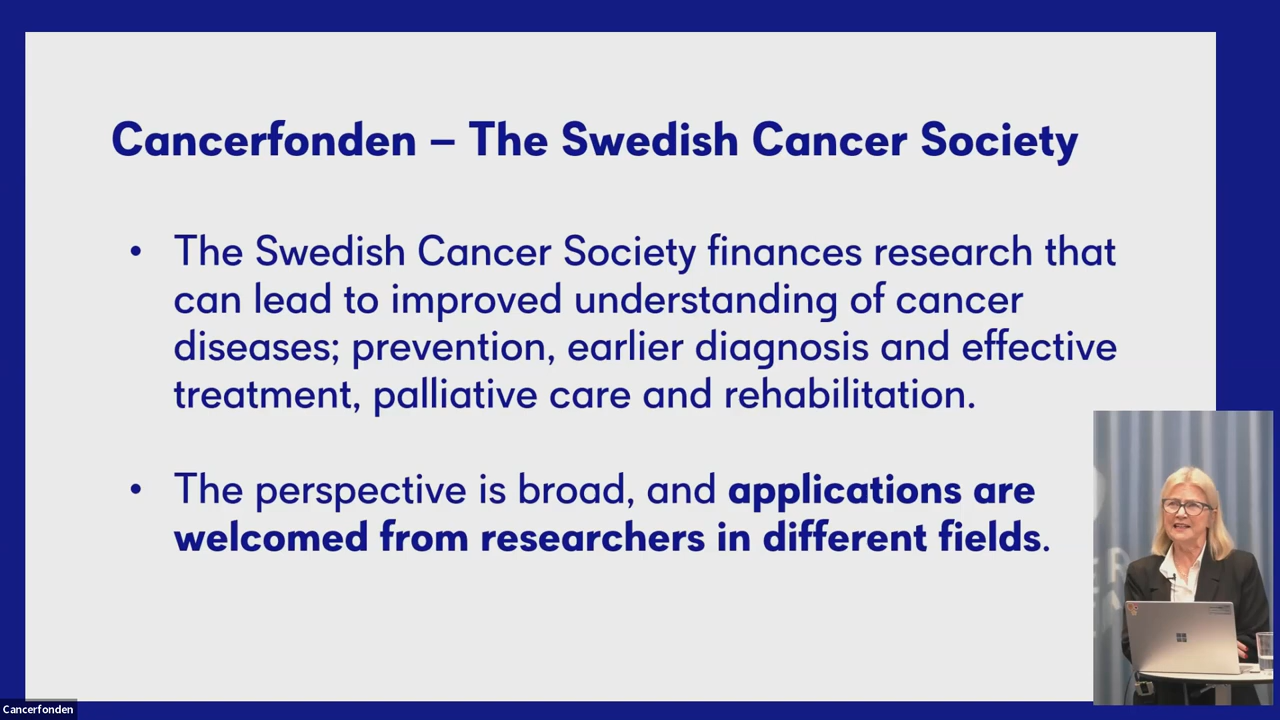 Cancerfonden – The Swedish Cancer Society
• The Swedish Cancer Society finances research that
can lead to improved understanding of cancer
diseases; prevention, earlier diagnosis and effective
treatment, palliative care and rehabilitation.
• The perspective is broad, and applications are
welcomed from researchers in different fields.
Cancerfonden